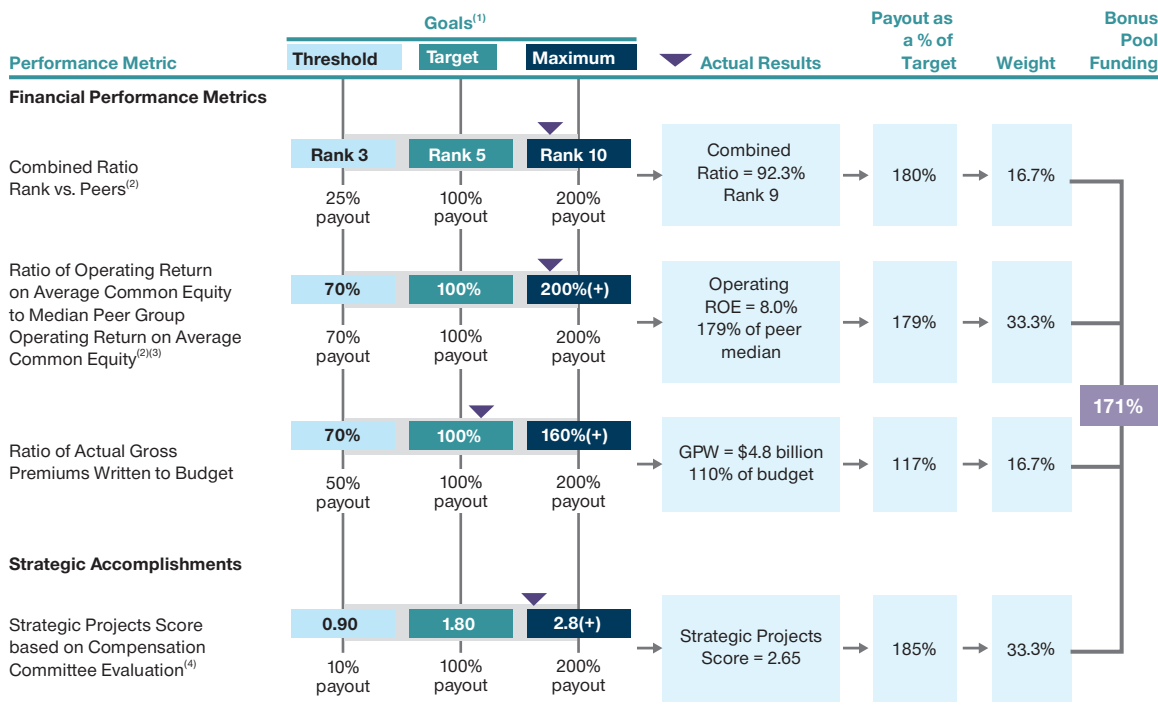 Goals(1)
Payout as
a % of
Target
Bonus
Pool
Funding
Performance Metric
Threshold
Target
Maximum
Actual Results
Weight
Financial Performance Metrics
Combined Ratio
Rank vs. Peers(2)
Rank 3
Rank 5
Rank 10
25%
payout
100%
payout
200%
payout
Combined
Ratio = 92.3%
Rank 9
180%
16.7%
Ratio of Operating Return
on Average Common Equity
to Median Peer Group
Operating Return on Average
Common Equity(2)(3)
70%
100%
200%(+)
70%
payout
100%
payout
200%
payout
Operating
ROE = 8.0%
179% of peer
median
179%
33.3%
171%
Ratio of Actual Gross
Premiums Written to Budget
70%
100%
160%(+)
50%
payout
100%
payout
200%
payout
GPW = $4.8 billion
110% of budget
117%
16.7%
Strategic Accomplishments
Strategic Projects Score
based on Compensation
Committee Evaluation(4)
0.90
1.80
2.8(+)
10%
payout
100%
payout
200%
payout
Strategic Projects
Score = 2.65
185%
33.3%